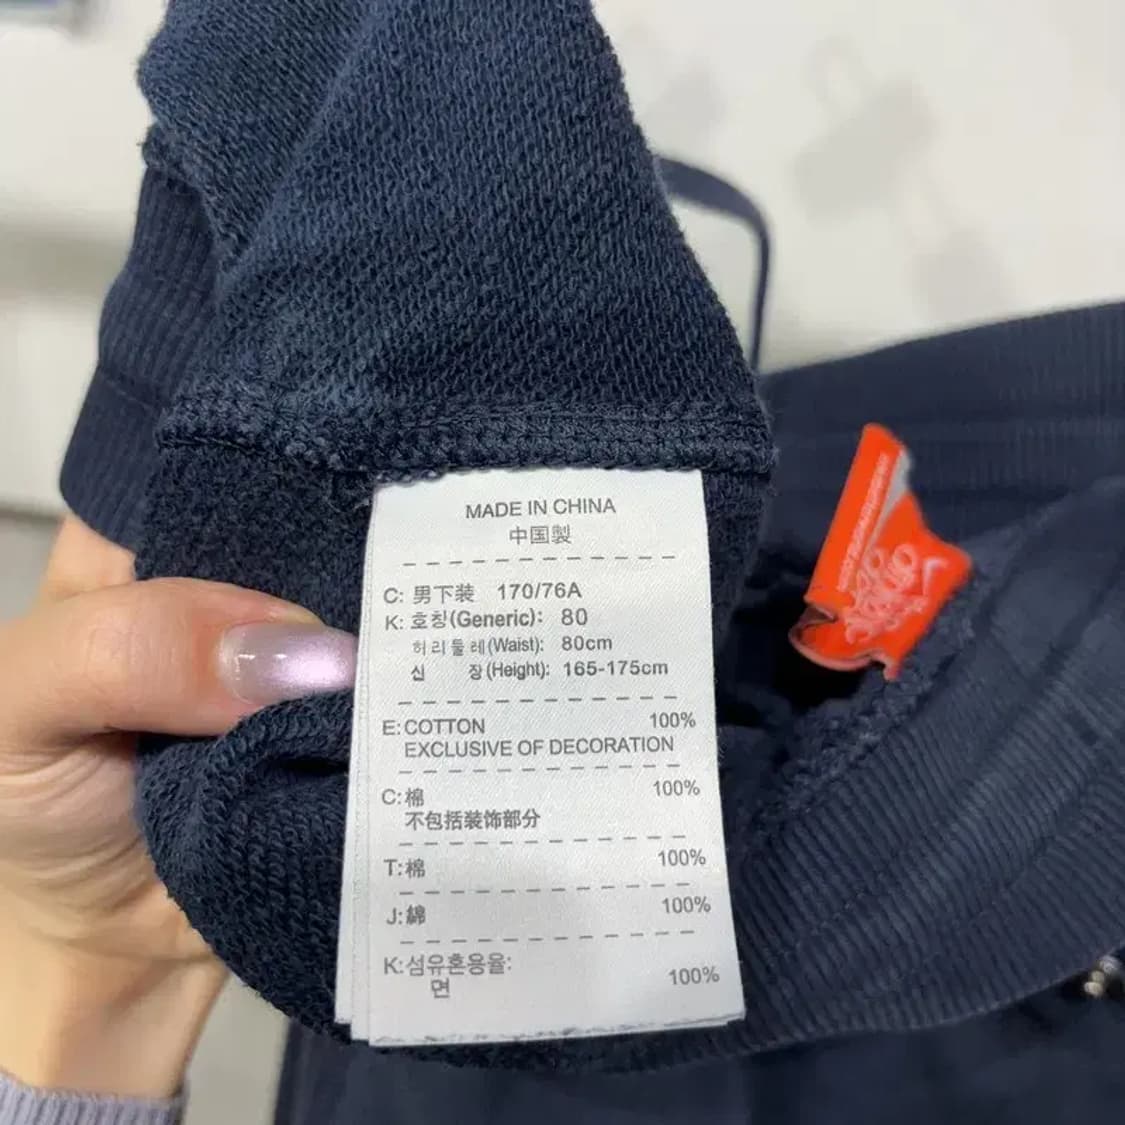 MADE IN CHINA
中国製
C: 男下装 170/76A
K: 호칭(Generic): 80
허리둘레(Waist): 80cm
신 장(Height): 165-175cm
E: COTTON 100%
EXCLUSIVE OF DECORATION
C: 棉 100%
不包括装饰部分
T: 棉 100%
J: 綿 100%
K: 섬유혼용율:
면 100%